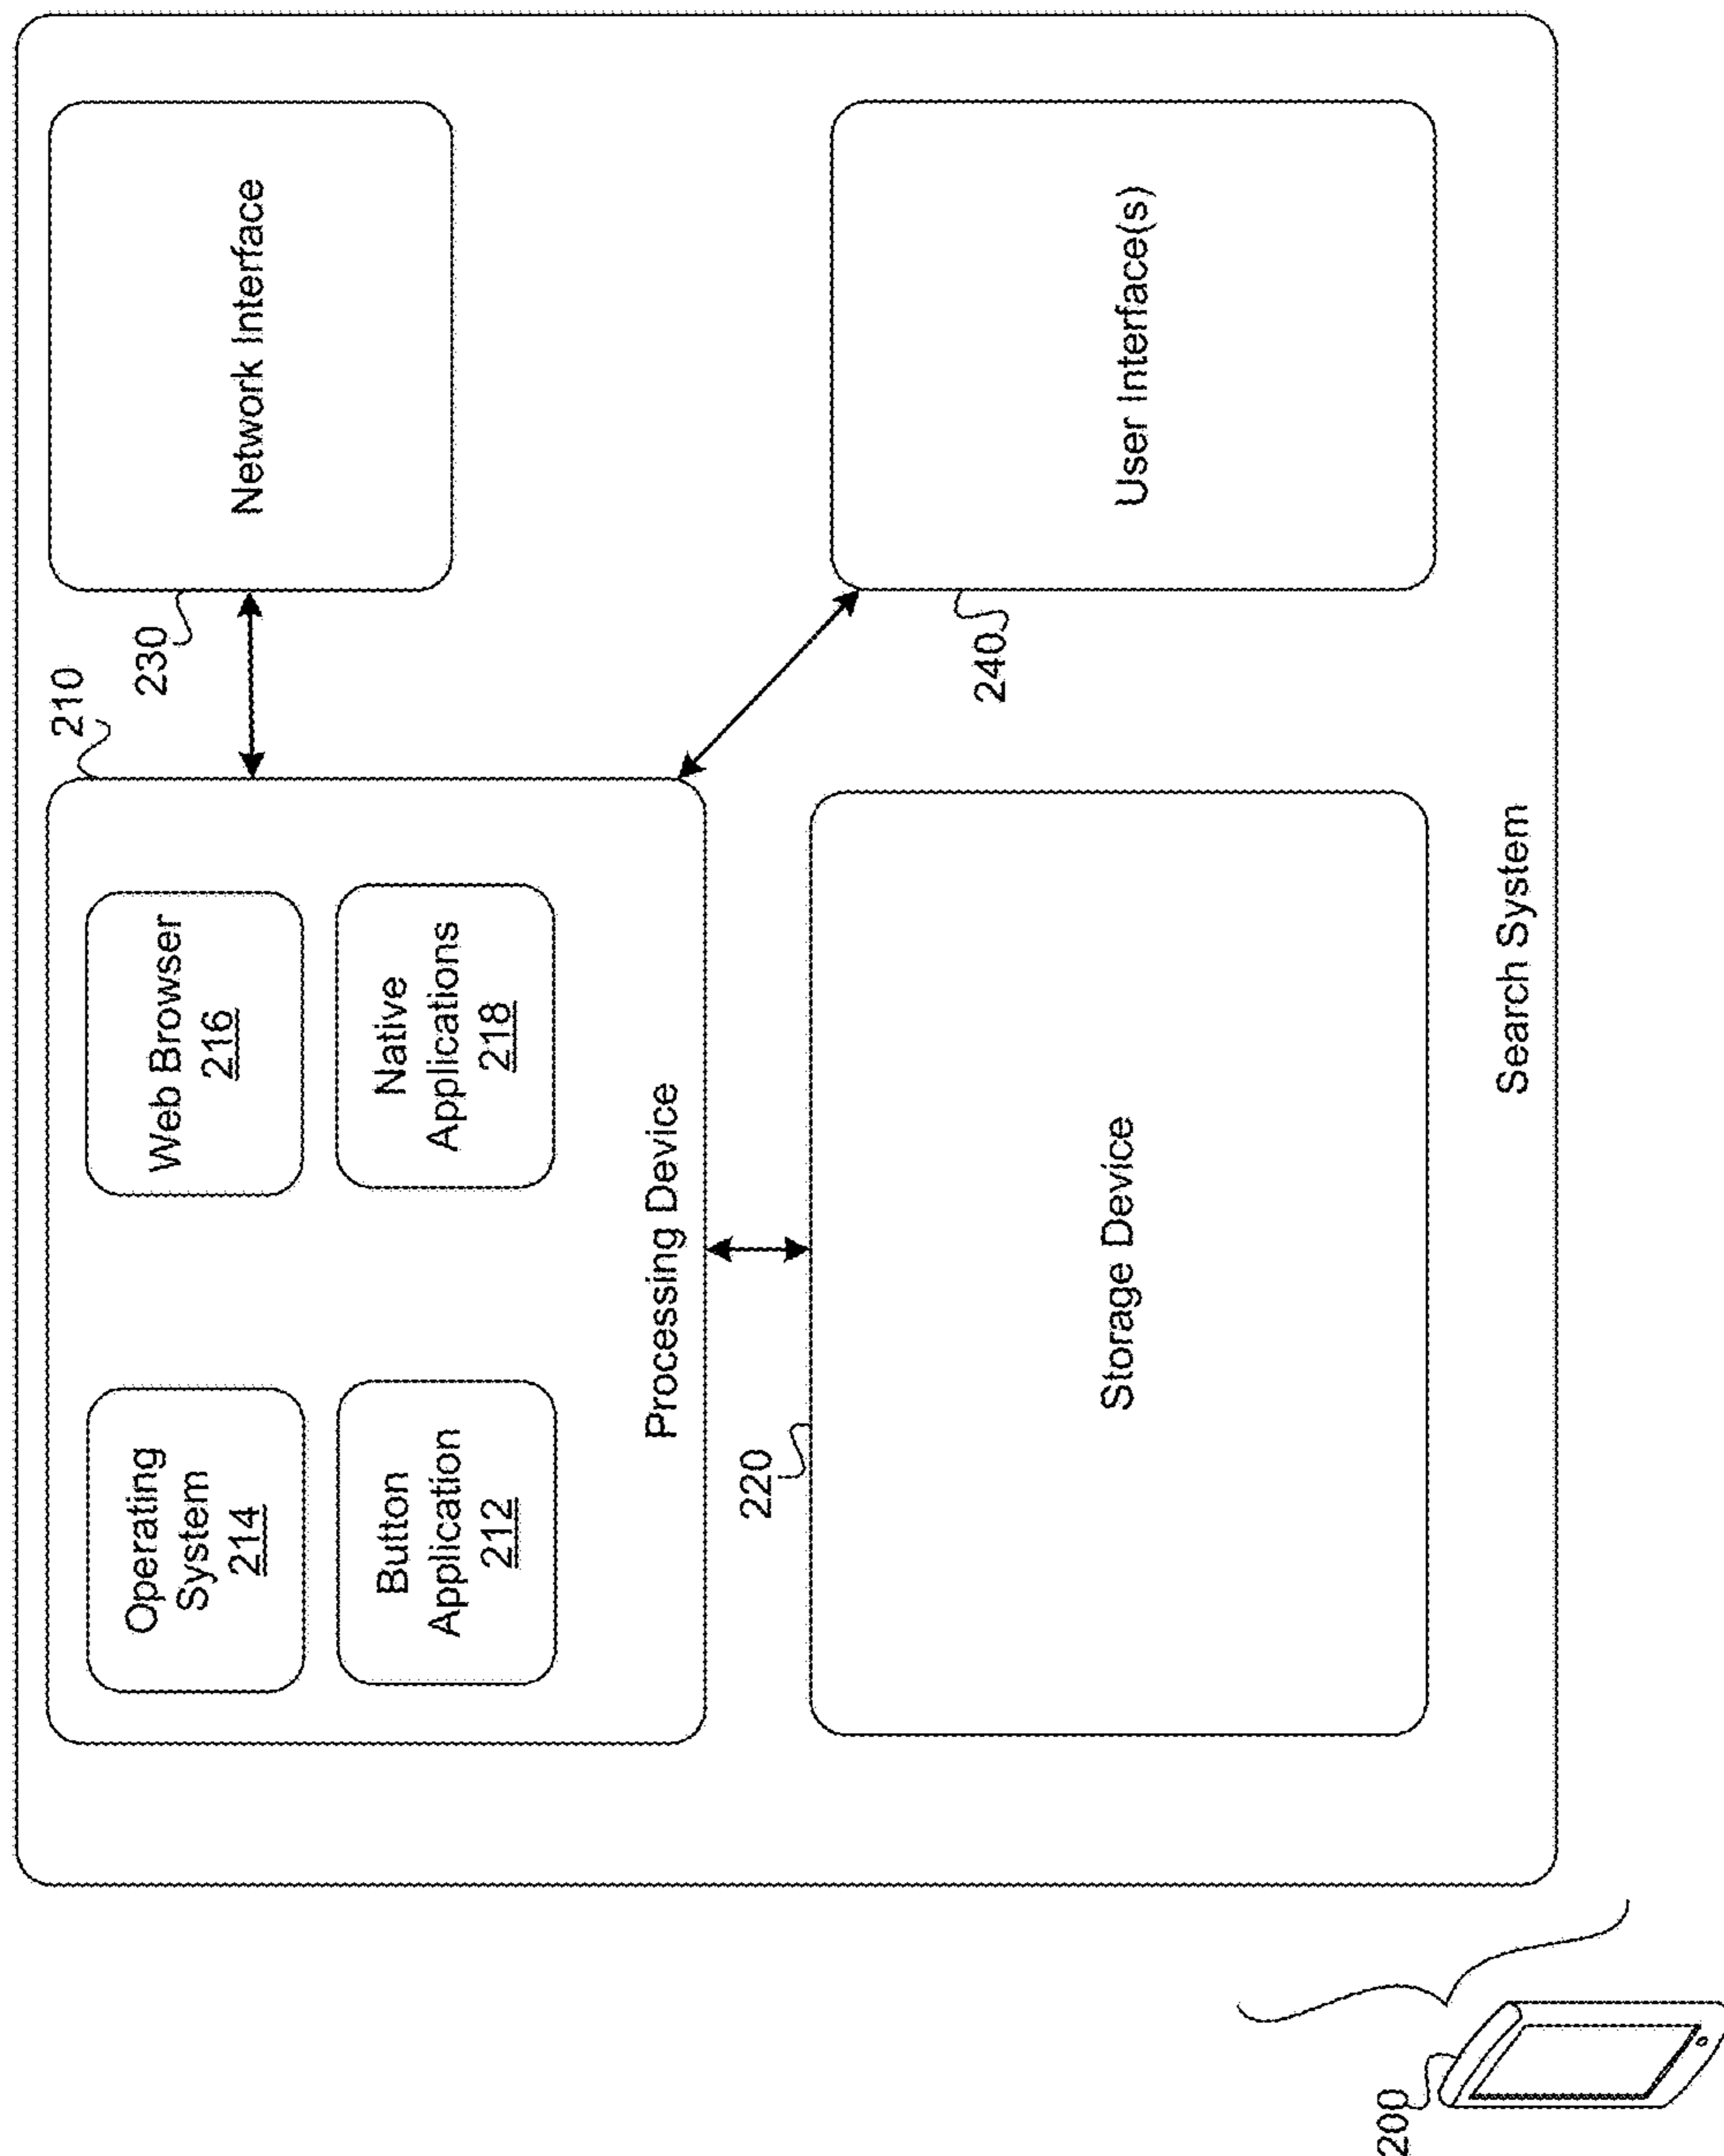 200
210
Operating
System
214
Web Browser
216
Button
Application
212
Native
Applications
218
Processing Device
230
Network Interface
220
Storage Device
240
User Interface(s)
Search System